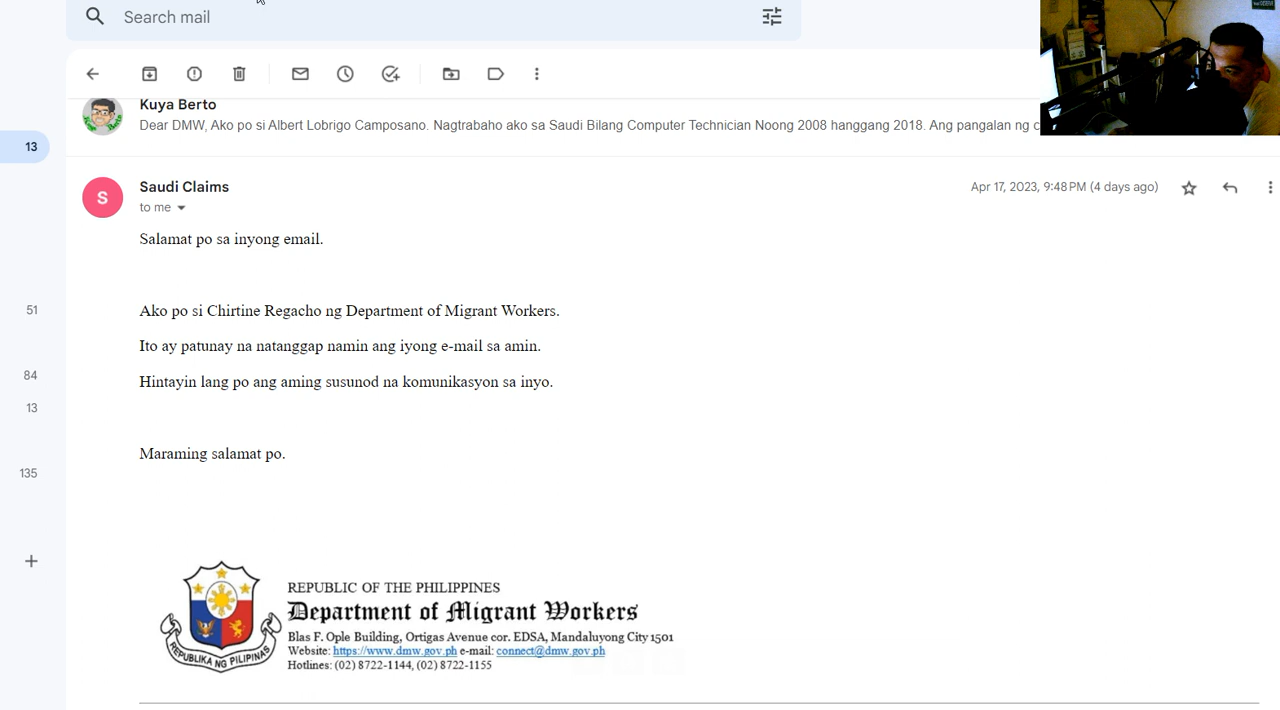 Search mail
Kuya Berto
Dear DMW, Ako po si Albert Lobrigo Camposano. Nagtrabaho ako sa Saudi Bilang Computer Technician Noong 2008 hanggang 2018. Ang pangalan ng
13
Saudi Claims
Apr 17, 2023, 9:48 PM (4 days ago)
S
to me
Salamat po sa inyong email.
Ako po si Chirtine Regacho ng Department of Migrant Workers.
51
Ito ay patunay na natanggap namin ang iyong e-mail sa amin.
84
Hintayin lang po ang aming susunod na komunikasyon sa inyo.
13
Maraming salamat po.
135
REPUBLIC OF THE PHILIPPINES
Department of Migrant Workers
Blas F. Ople Building, Ortigas Avenue cor. EDSA, Mandaluyong City 1501
Website: https://www.dmw.gov.ph e-mail: connect@dmw.gov.ph
Hotlines: (02) 8722-1144, (02) 8722-1155
REPUBLIKA NG PILIPINAS